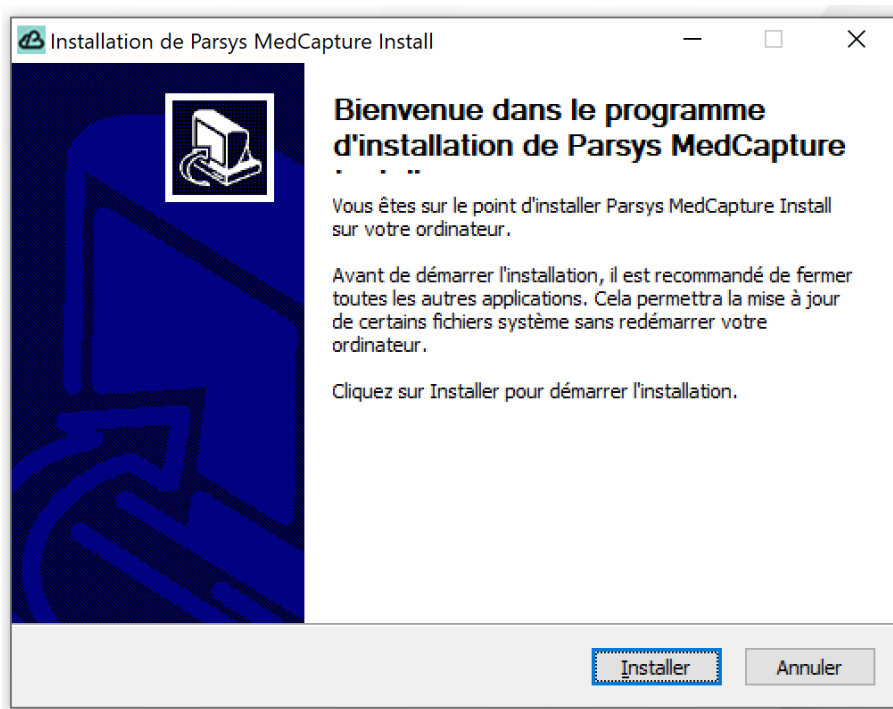 Installation de Parsys MedCapture Install
Bienvenue dans le programme
d'installation de Parsys MedCapture
Vous êtes sur le point d'installer Parsys MedCapture Install
sur votre ordinateur.
Avant de démarrer l'installation, il est recommandé de fermer
toutes les autres applications. Cela permettra la mise à jour
de certains fichiers système sans redémarrer votre
ordinateur.
Cliquez sur Installer pour démarrer l'installation.
Installer
Annuler